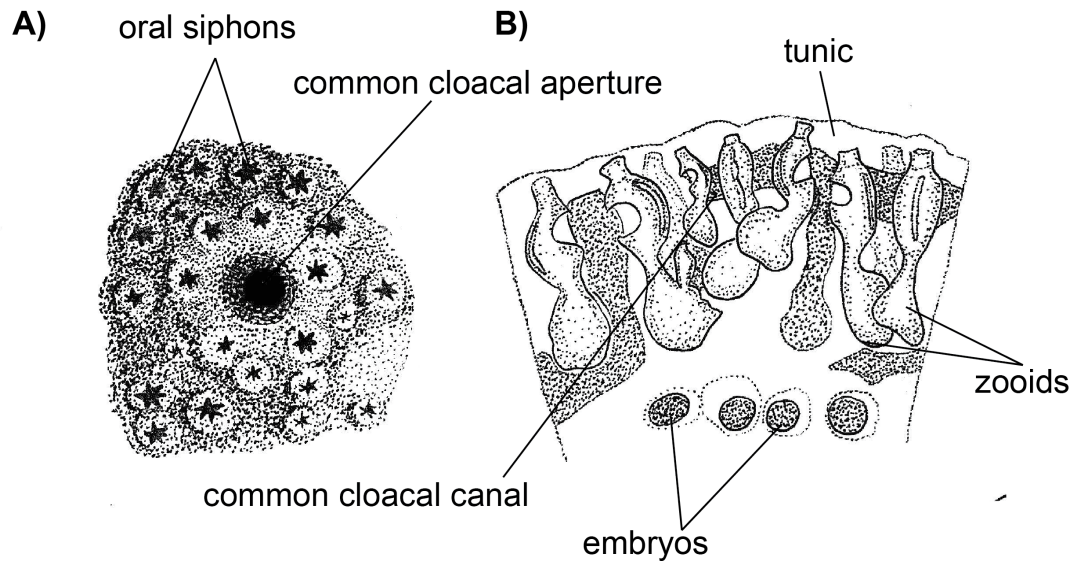 A)
oral siphons
common cloacal aperture
common cloacal canal
B)
tunic
zooids
embryos